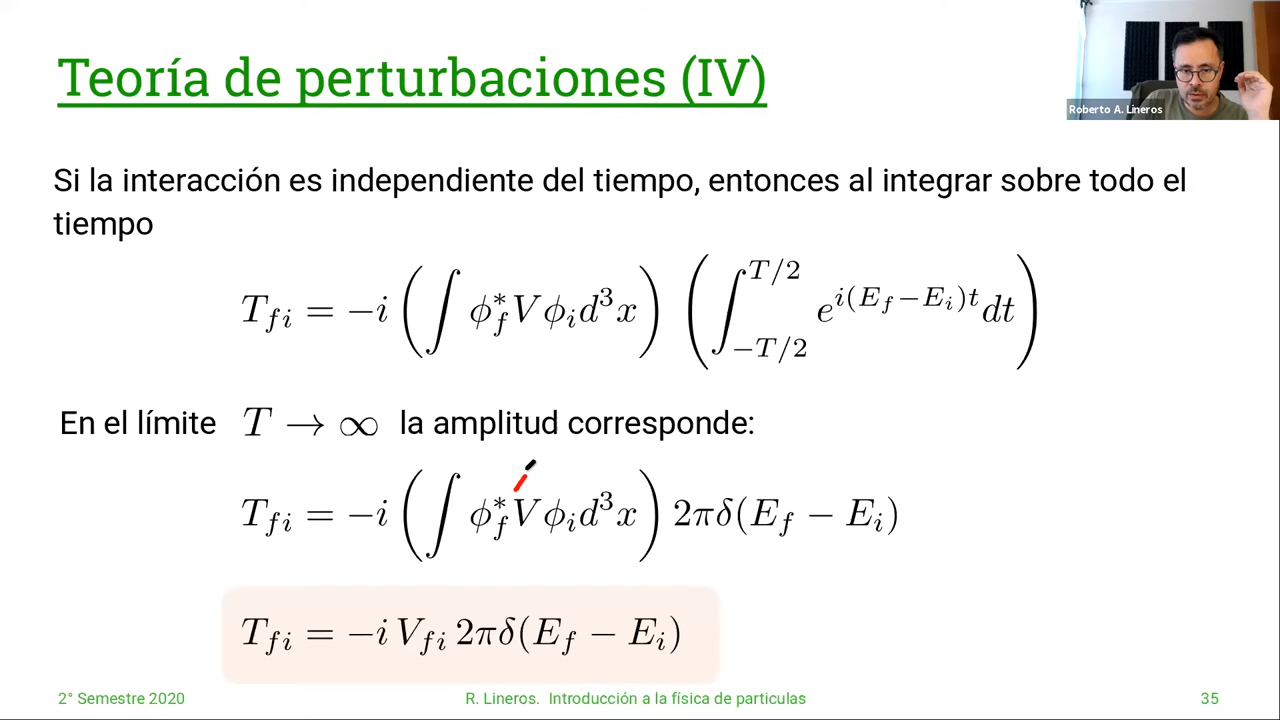 Teoría de perturbaciones (IV)
Roberto A. Lineros
Si la interacción es independiente del tiempo, entonces al integrar sobre todo el
tiempo
T_{fi} = −i (∫ ϕ_f^* V ϕ_i d^3x) (∫_{−T/2}^{T/2} e^{i(E_f−E_i)t} dt)
En el límite T → ∞ la amplitud corresponde:
T_{fi} = −i (∫ ϕ_f^* V ϕ_i d^3x) 2πδ(E_f − E_i)
T_{fi} = −i V_{fi} 2πδ(E_f − E_i)
2° Semestre 2020
R. Lineros. Introducción a la física de particulas
35